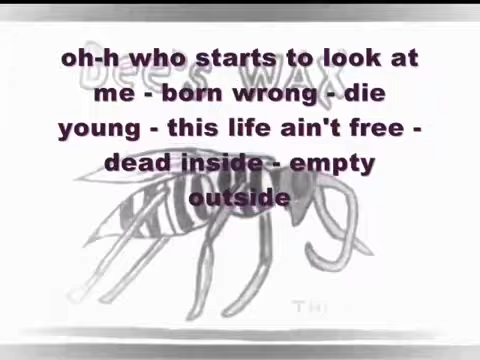 Dee's WAX
oh-h who starts to look at
me - born wrong - die
young - this life ain't free -
dead inside - empty
outside